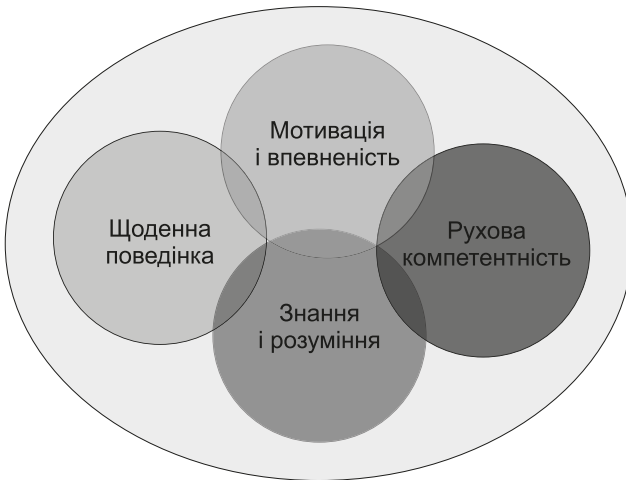 Мотивація
і впевненість
Щоденна
поведінка
Рухова
компетентність
Знання
і розуміння